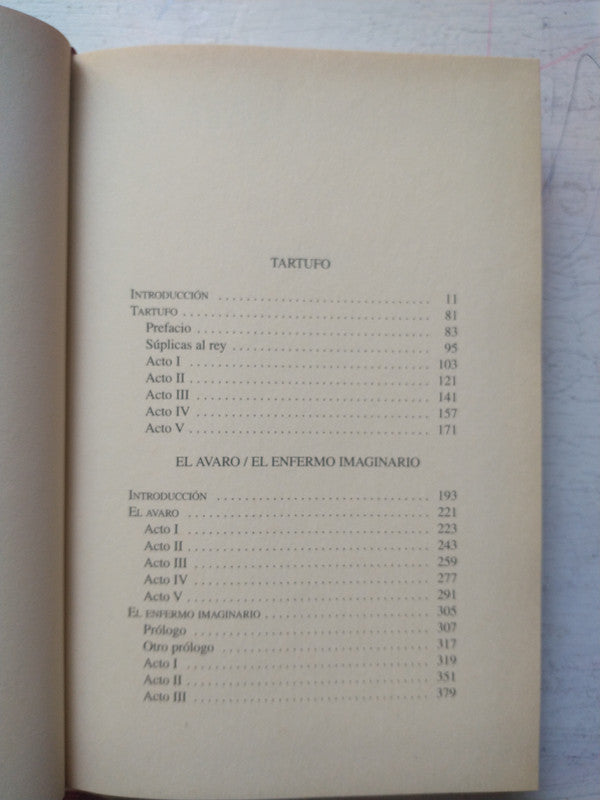 TARTUFO
INTRODUCCIÓN .............................. 11
TARTUFO .............................. 81
Prefacio .............................. 83
Súplicas al rey .............................. 95
Acto I .............................. 103
Acto II .............................. 121
Acto III .............................. 141
Acto IV .............................. 157
Acto V .............................. 171
EL AVARO / EL ENFERMO IMAGINARIO
INTRODUCCIÓN .............................. 193
EL AVARO .............................. 221
Acto I .............................. 223
Acto II .............................. 243
Acto III .............................. 259
Acto IV .............................. 277
Acto V .............................. 291
EL ENFERMO IMAGINARIO .............................. 305
Prólogo .............................. 307
Otro prólogo .............................. 317
Acto I .............................. 319
Acto II .............................. 351
Acto III .............................. 379